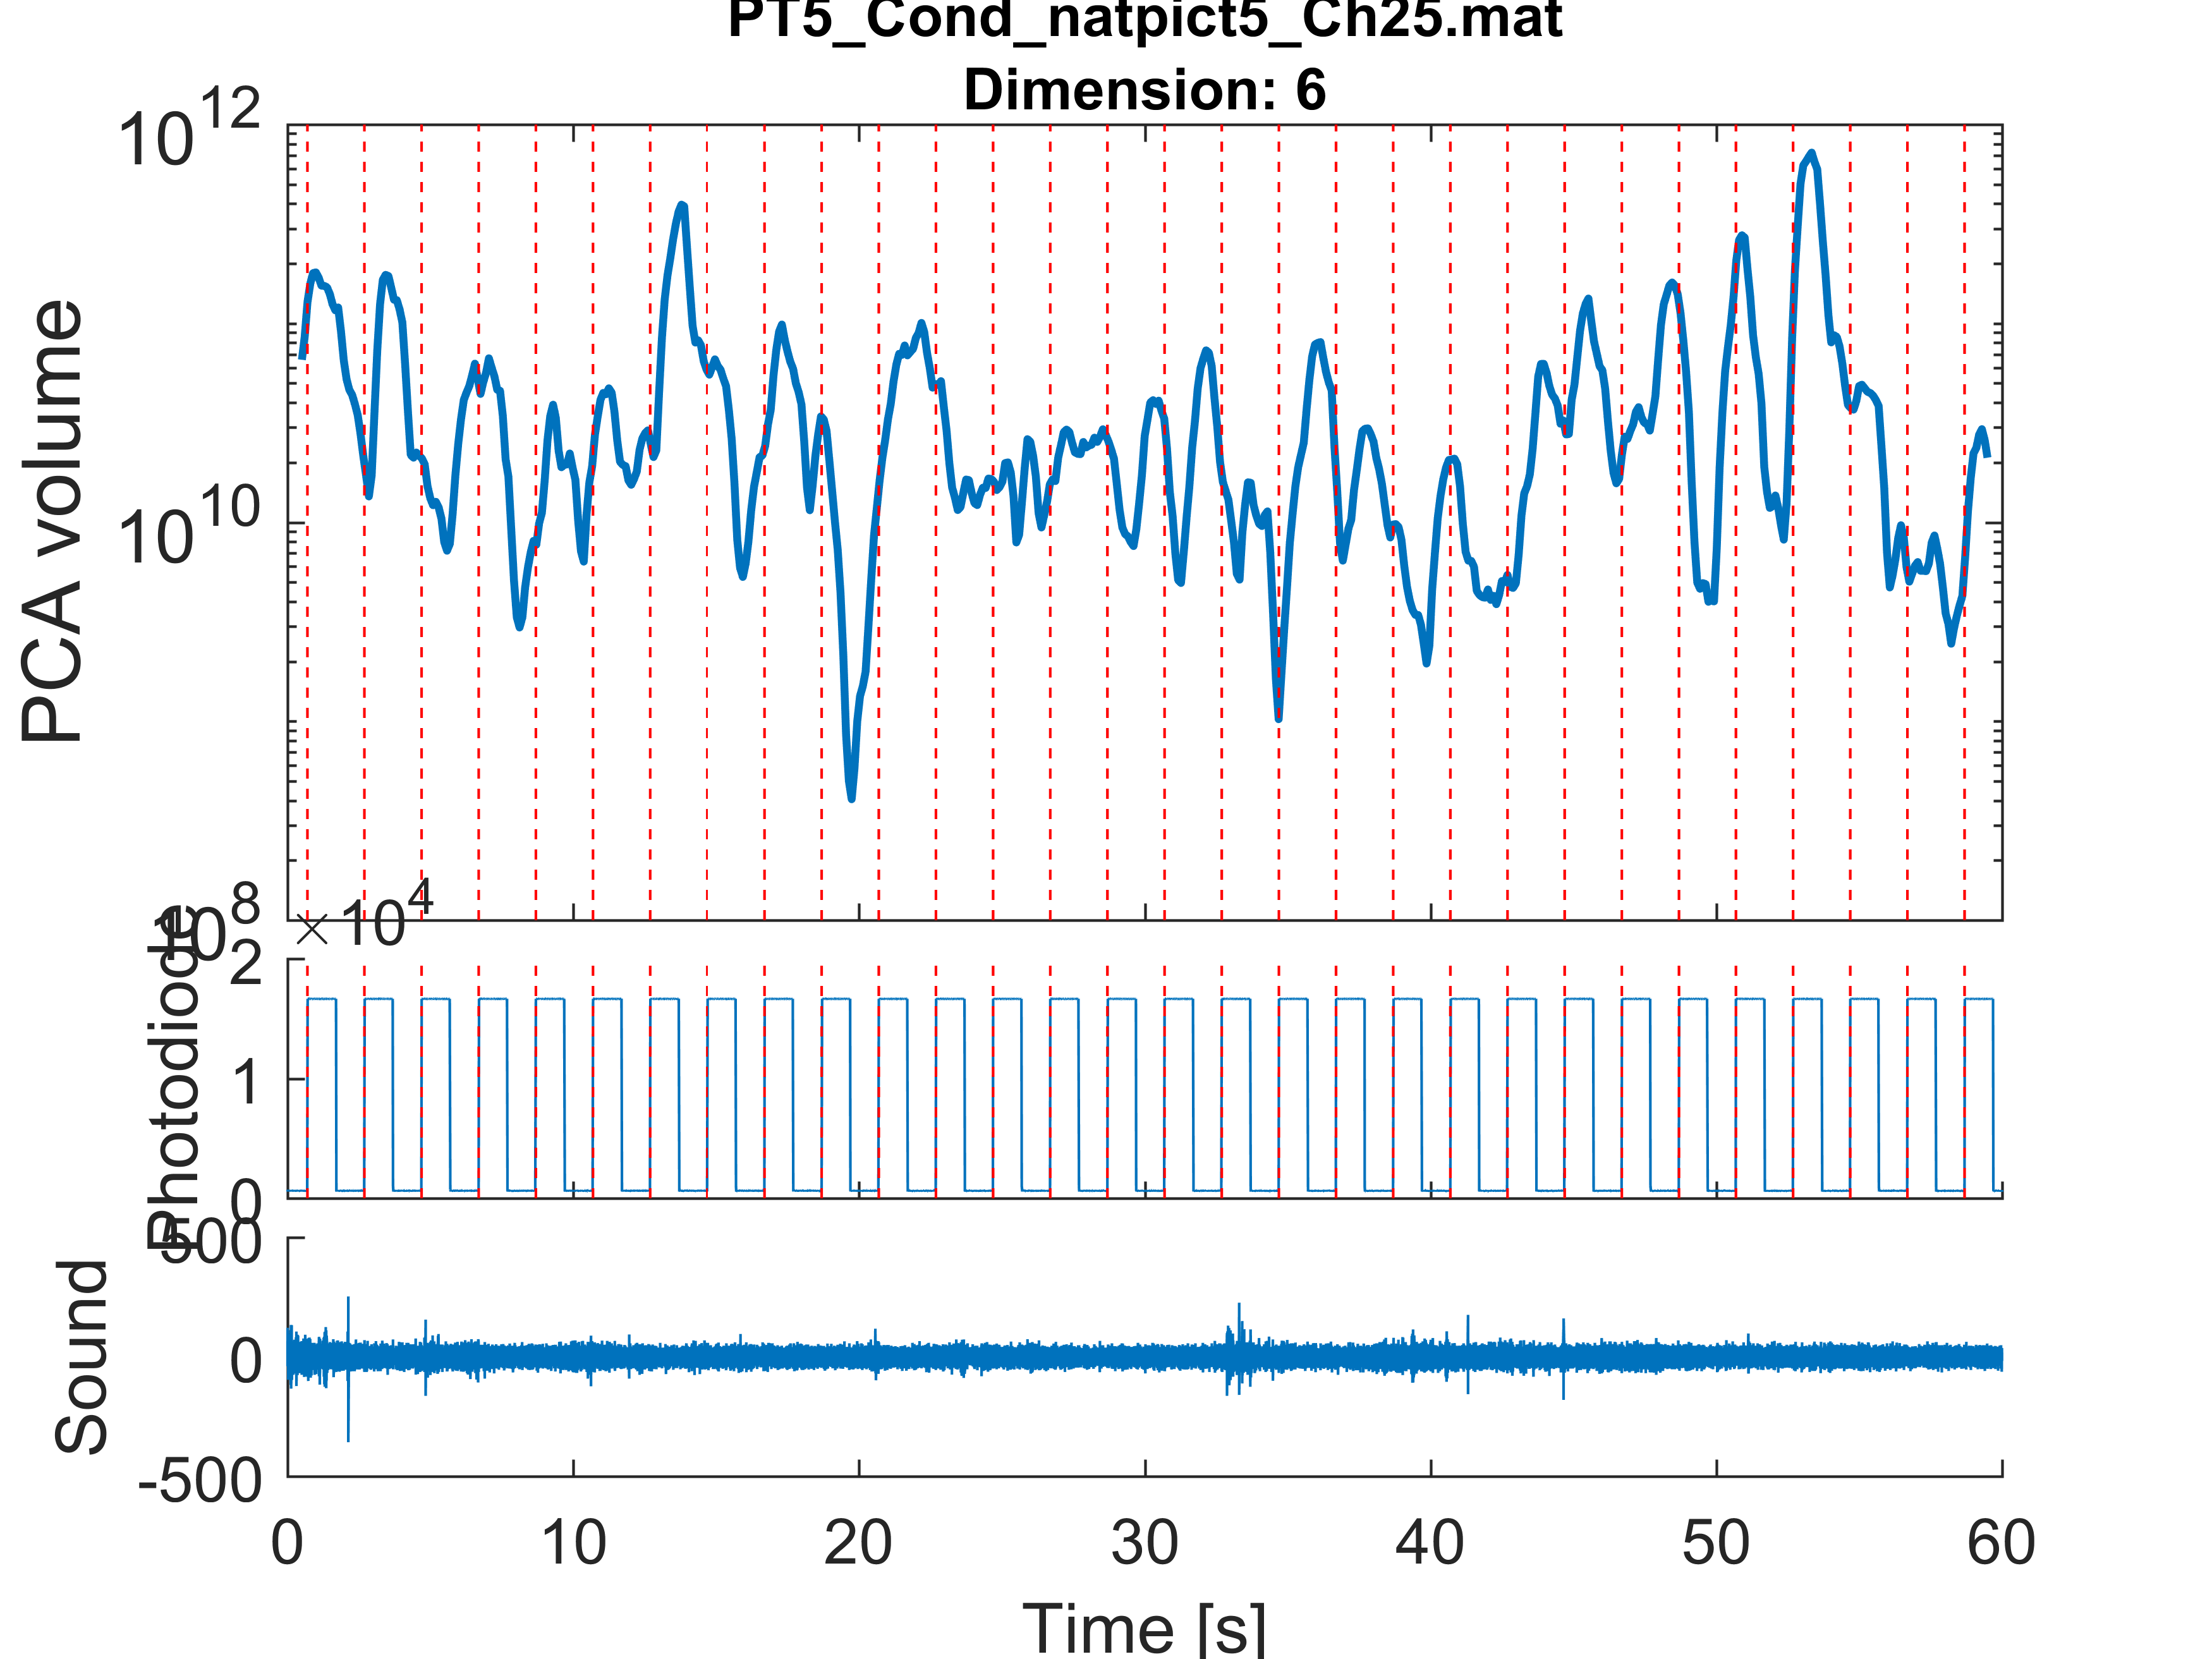 PT5_Cond_natpict5_Ch25.mat
Dimension: 6
10^12
10^10
10^8
PCA volume
×10^4
2
1
0
Photodiode
500
0
-500
Sound
0 10 20 30 40 50 60
Time [s]